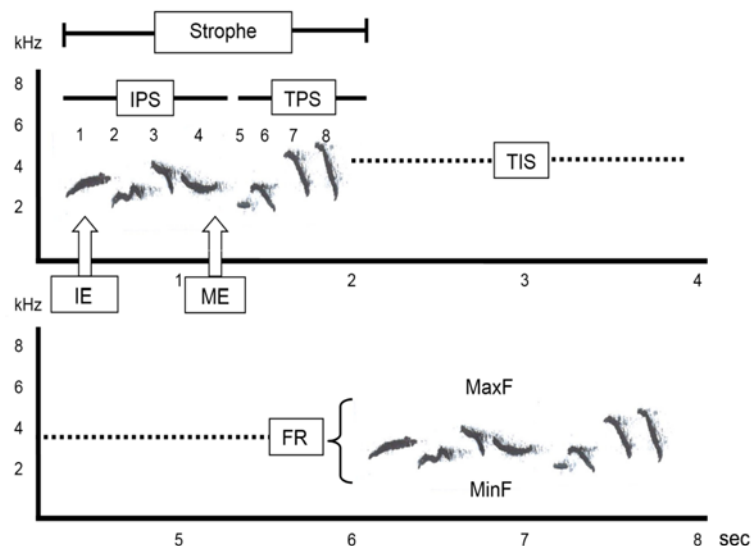 Strophe
kHz
8
IPS TPS
6
1 2 3 4 5 6 7 8
4
TIS
2
1 2 3 4
IE ME
kHz
8
6
MaxF
4
FR
2
MinF
5 6 7 8 sec